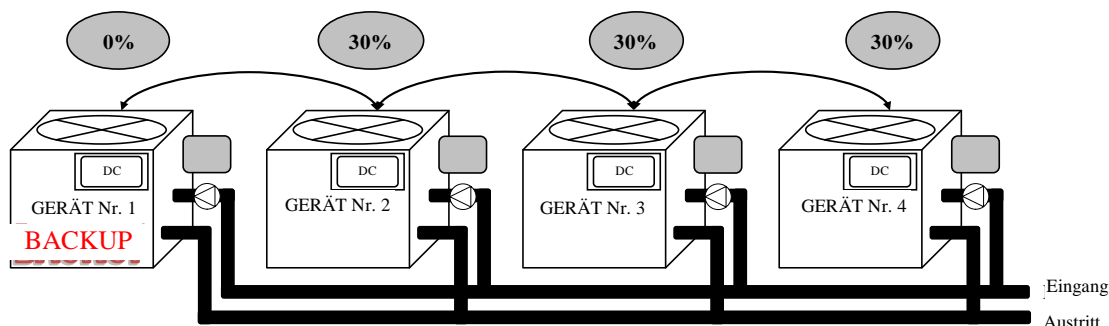 0%
30%
30%
30%
DC
DC
DC
DC
GERÄT Nr. 1
GERÄT Nr. 2
GERÄT Nr. 3
GERÄT Nr. 4
BACKUP
Eingang
Austritt